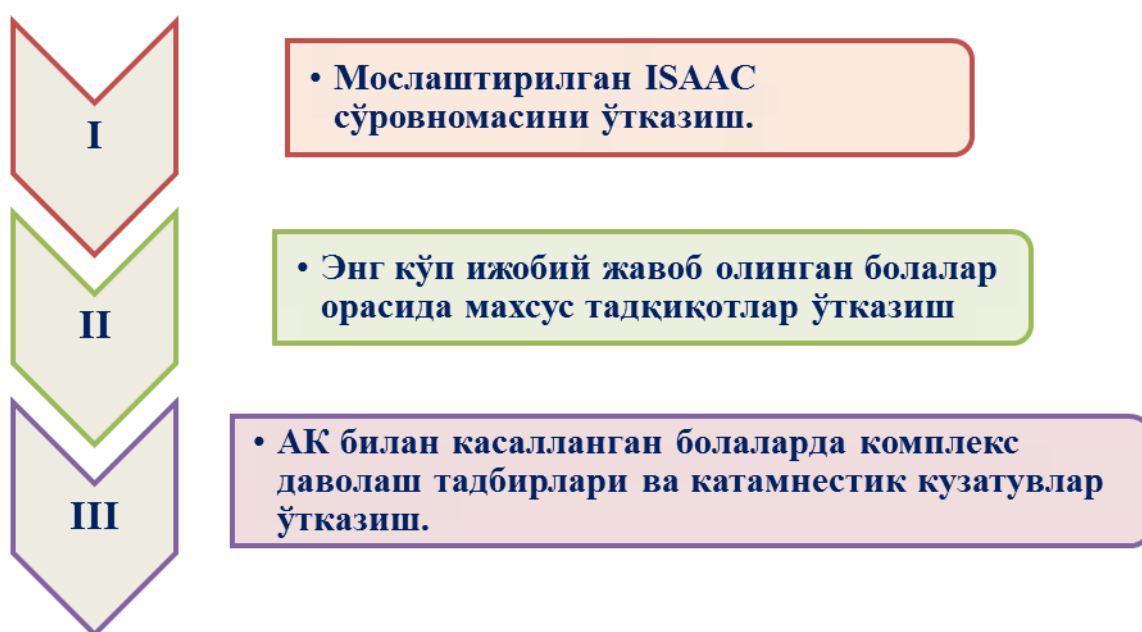 I
• Мослаштирилган ISAAC
сўровномасини ўтказиш.
II
• Энг кўп ижобий жавоб олинган болалар
орасида махсус тадқиқотлар ўтказиш
III
• АК билан касалланган болаларда комплекс
даволаш тадбирлари ва катамнестик кузатувлар
ўтказиш.